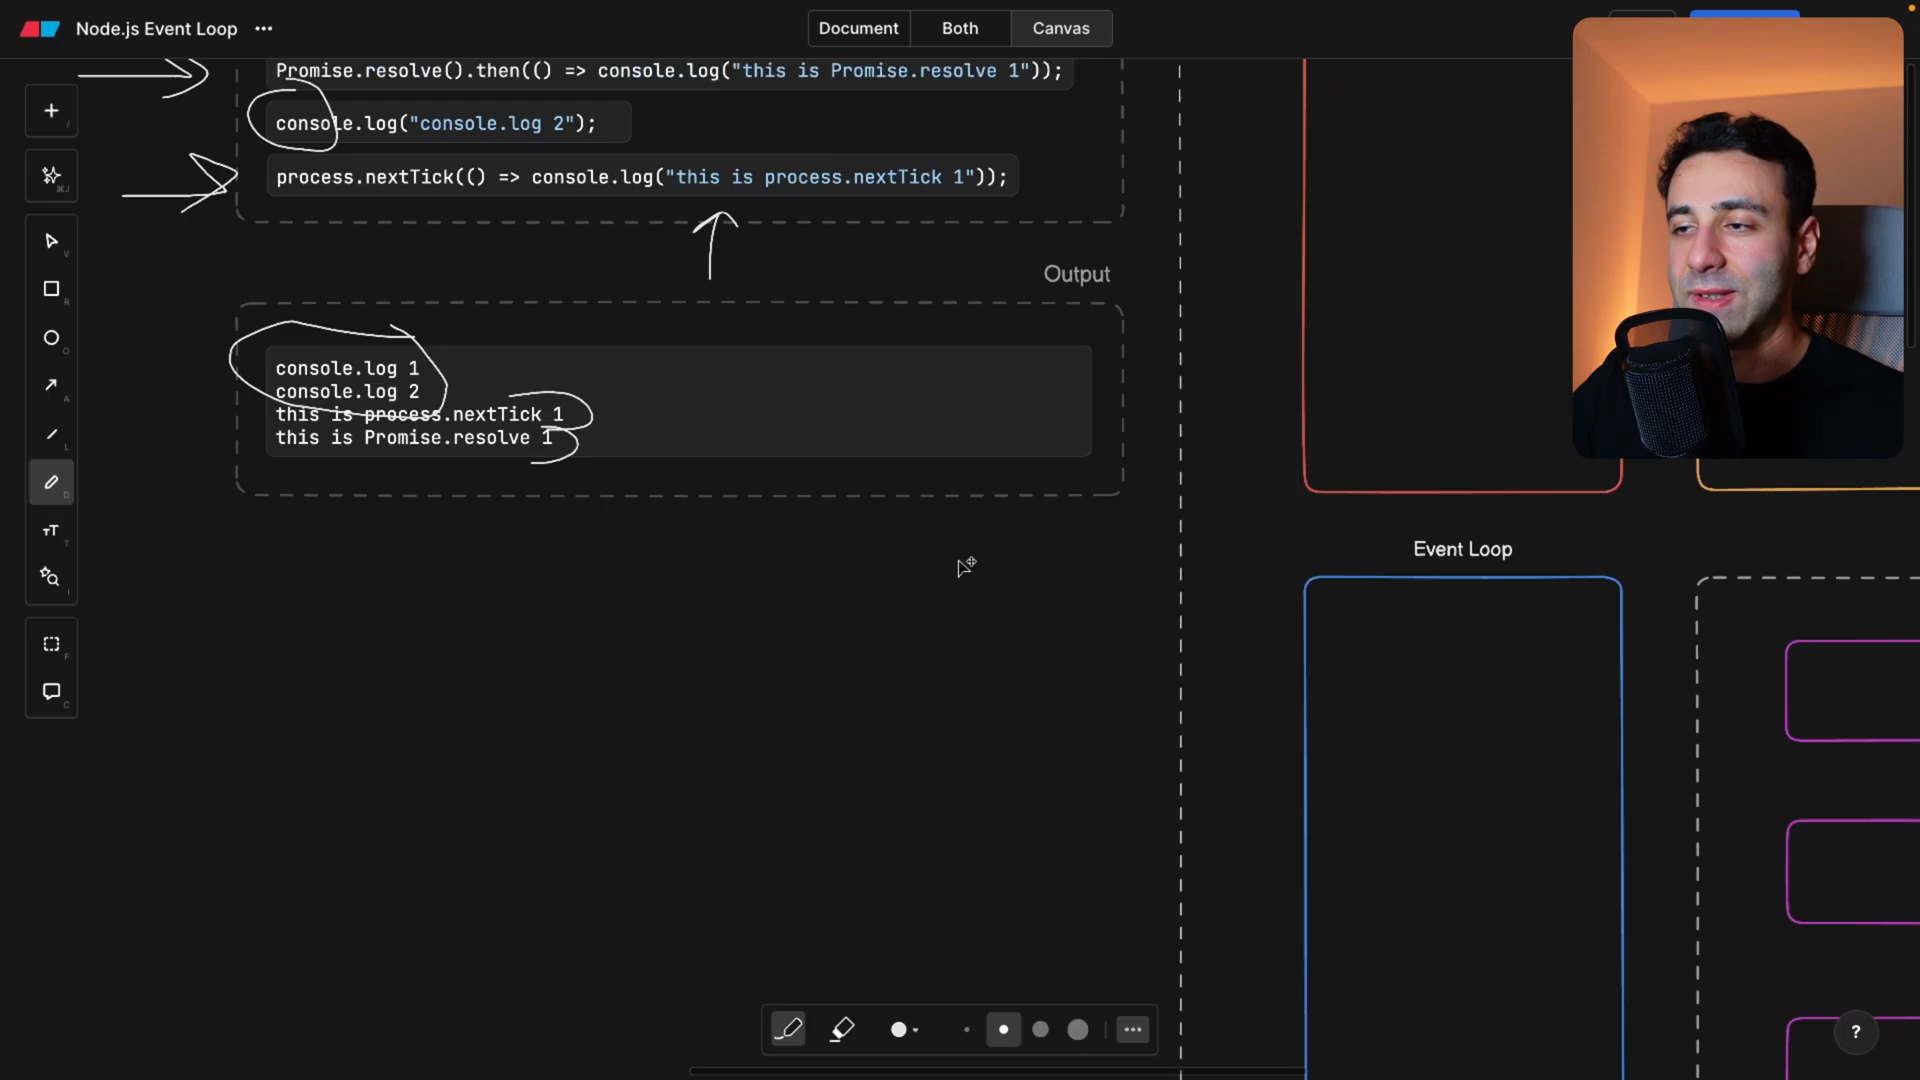 Node.js Event Loop
Document
Both
Canvas
Promise.resolve().then(() => console.log("this is Promise.resolve 1"));
console.log("console.log 2");
process.nextTick(() => console.log("this is process.nextTick 1"));
Output
console.log 1
console.log 2
this is process.nextTick 1
this is Promise.resolve 1
Event Loop
/
⌘J
V
R
O
A
L
D
TT
T
I
F
C
?